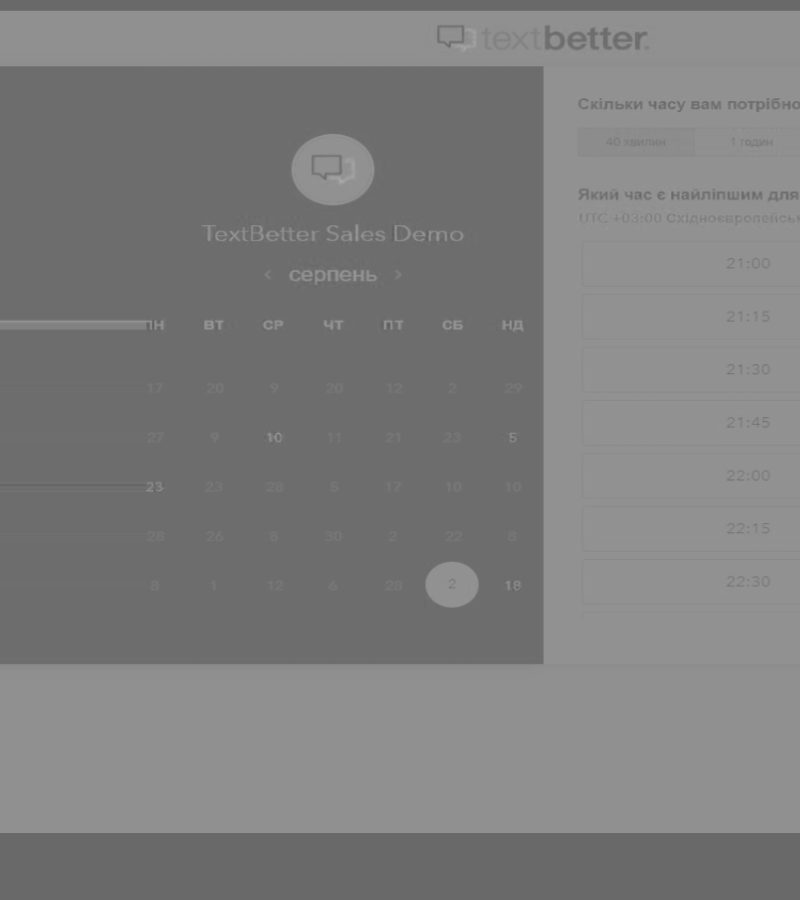 textbetter.
TextBetter Sales Demo
‹ серпень ›
ПН ВТ СР ЧТ ПТ СБ НД
17 20 9 20 12 2 29
27 9 10 11 21 23 5
23 23 28 5 17 10 10
28 26 8 30 2 22 6
8 1 12 6 28 2 18
Скільки часу вам потрібно
40 хвилин 1 годин
Який час є найліпшим для
UTC +03:00 Східноєвропейськ
21:00
21:15
21:30
21:45
22:00
22:15
22:30